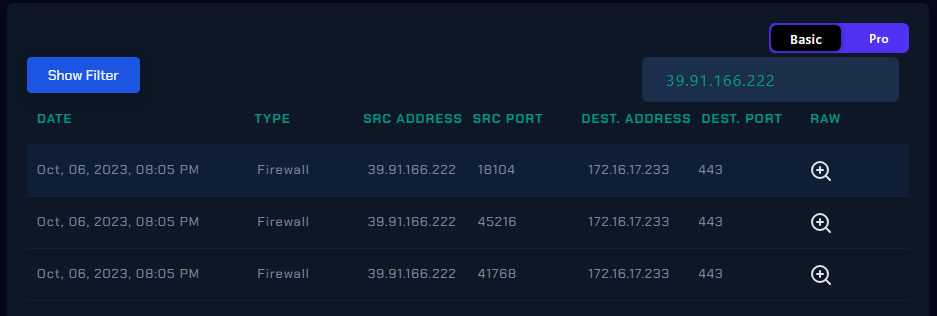 Basic Pro
Show Filter
39.91.166.222
DATE TYPE SRC ADDRESS SRC PORT DEST. ADDRESS DEST. PORT RAW
Oct, 06, 2023, 08:05 PM Firewall 39.91.166.222 18104 172.16.17.233 443
Oct, 06, 2023, 08:05 PM Firewall 39.91.166.222 45216 172.16.17.233 443
Oct, 06, 2023, 08:05 PM Firewall 39.91.166.222 41768 172.16.17.233 443